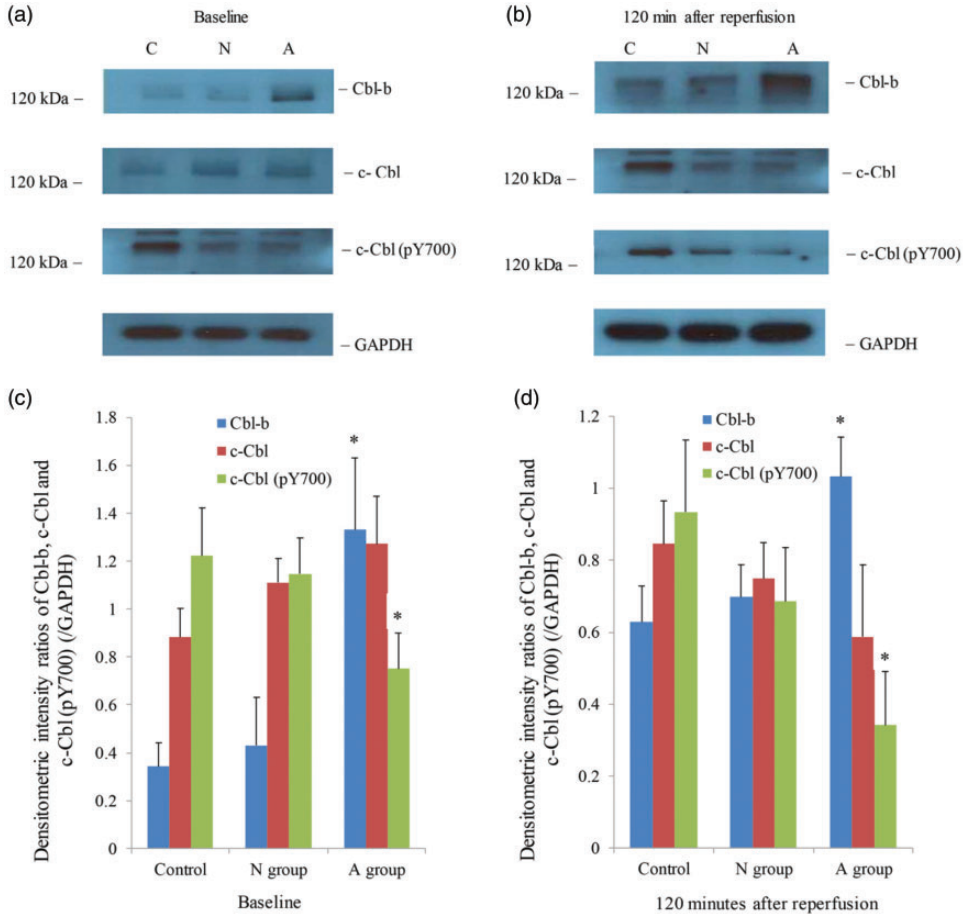 (a)
Baseline
C N A
120 kDa – – Cbl-b
120 kDa – – c- Cbl
120 kDa – – c-Cbl (pY700)
– GAPDH
(b)
120 min after reperfusion
C N A
120 kDa – – Cbl-b
120 kDa – – c-Cbl
120 kDa – – c-Cbl (pY700)
– GAPDH
(c)
Densitometric intensity ratios of Cbl-b, c-Cbl and
c-Cbl (pY700) (/GAPDH)
1.8
1.6
1.4
1.2
1
0.8
0.6
0.4
0.2
0
Cbl-b
c-Cbl
c-Cbl (pY700)
*
*
Control N group A group
Baseline
(d)
Densitometric intensity ratios of Cbl-b, c-Cbl and
c-Cbl (pY700) (/GAPDH)
1.2
1
0.8
0.6
0.4
0.2
0
Cbl-b
c-Cbl
c-Cbl (pY700)
*
*
Control N group A group
120 minutes after reperfusion